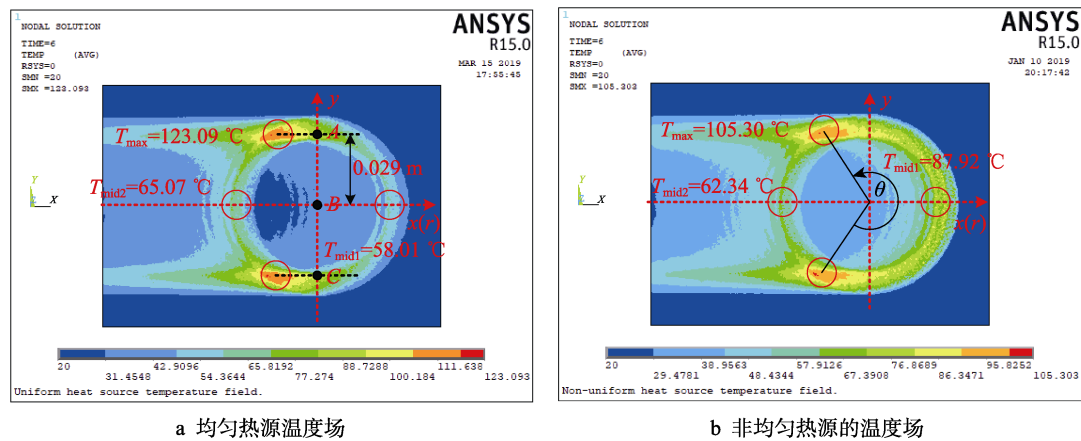 1
NODAL SOLUTION
TIME=6
TEMP (AVG)
RSYS=0
SMN =20
SMX =123.093
ANSYS
R15.0
MAR 15 2019
17:55:45
y
Tmax=123.09 ℃
A
0.029 m
Tmid2=65.07 ℃
B
x(r)
Tmid1=58.01 ℃
C
Y
X
20
42.9096
65.8192
88.7288
111.638
31.4548
54.3644
77.274
100.184
123.093
Uniform heat source temperature field.
a 均匀热源温度场
1
NODAL SOLUTION
TIME=6
TEMP (AVG)
RSYS=0
SMN =20
SMX =105.303
ANSYS
R15.0
JAN 10 2019
20:17:42
y
Tmax=105.30 ℃
Tmid1=87.92 ℃
Tmid2=62.34 ℃
θ
x(r)
Y
X
20
38.9563
57.9126
76.8689
95.8252
29.4781
48.4344
67.3908
86.3471
105.303
Non-uniform heat source temperature field.
b 非均匀热源的温度场